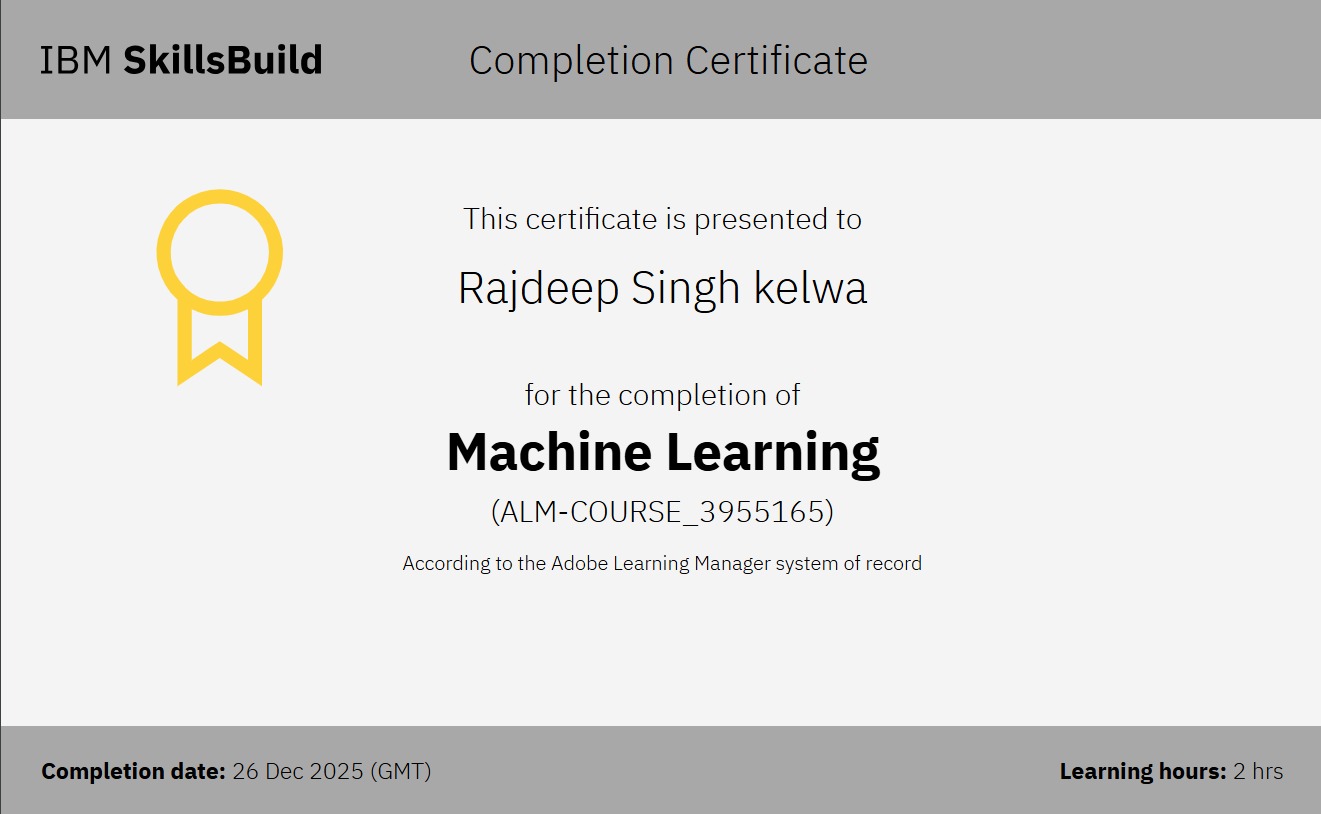 IBM SkillsBuild
Completion Certificate
This certificate is presented to
Rajdeep Singh kelwa
for the completion of
Machine Learning
(ALM-COURSE_3955165)
According to the Adobe Learning Manager system of record
Completion date: 26 Dec 2025 (GMT)
Learning hours: 2 hrs